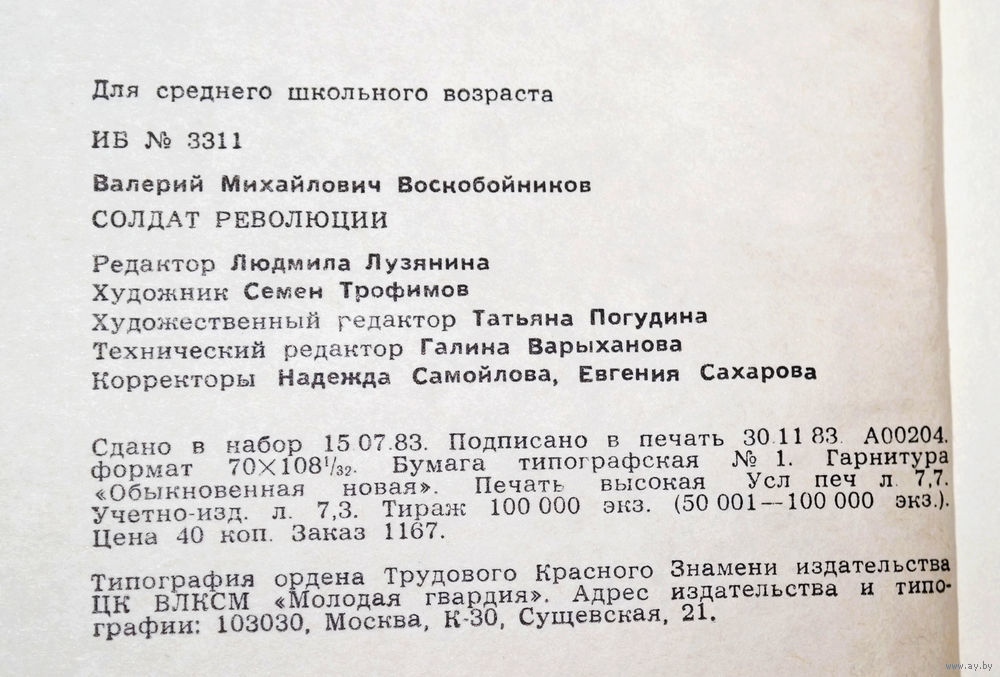 Для среднего школьного возраста
ИБ № 3311
Валерий Михайлович Воскобойников
СОЛДАТ РЕВОЛЮЦИИ
Редактор Людмила Лузянина
Художник Семен Трофимов
Художественный редактор Татьяна Погудина
Технический редактор Галина Варыханова
Корректоры Надежда Самойлова, Евгения Сахарова
Сдано в набор 15.07.83. Подписано в печать 30.11 83. А00204.
формат 70×108¹/₃₂. Бумага типографская № 1. Гарнитура
«Обыкновенная новая». Печать высокая Усл печ л 7,7.
Учетно-изд. л. 7,3. Тираж 100 000 экз. (50 001—100 000 экз.).
Цена 40 коп. Заказ 1167.
Типография ордена Трудового Красного Знамени издательства
ЦК ВЛКСМ «Молодая гвардия». Адрес издательства и типо-
графии: 103030, Москва, К-30, Сущевская, 21.
www.ay.by